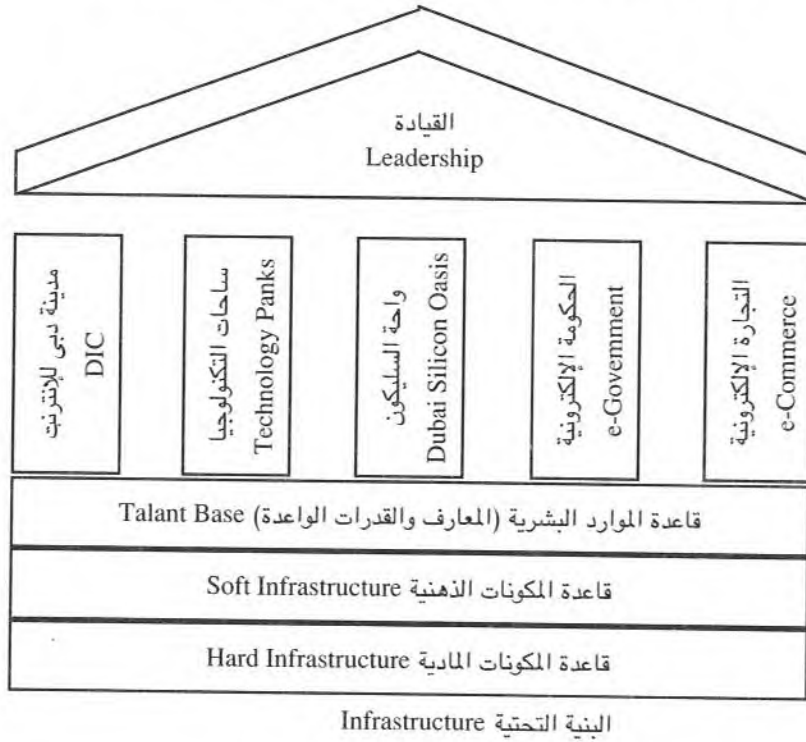 القيادة
Leadership
التجارة الإلكترونية
e-Commerce
الحكومة الإلكترونية
e-Govemment
واحة السليكون
Dubai Silicon Oasis
ساحات التكنولوجيا
Technology Panks
مدينة دبى للإنترنت
DIC
قاعدة الموارد البشرية (المعارف والقدرات الواعدة) Talant Base
قاعدة المكونات الذهنية Soft Infrastructure
قاعدة المكونات المادية Hard Infrastructure
البنية التحتية Infrastructure